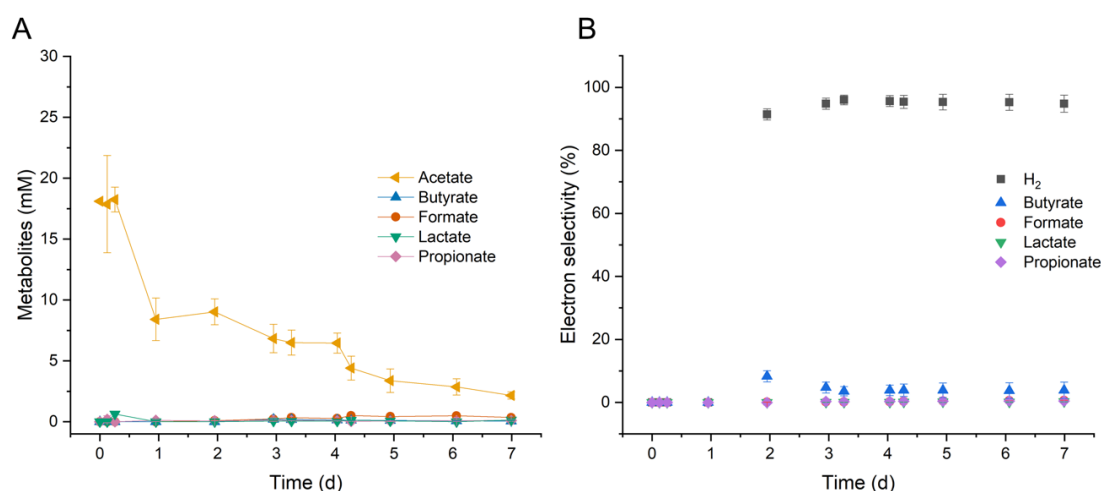 A
Metabolites (mM)
30
25
20
15
10
5
0
0 1 2 3 4 5 6 7
Time (d)
Acetate
Butyrate
Formate
Lactate
Propionate
B
Electron selectivity (%)
100
80
60
40
20
0
0 1 2 3 4 5 6 7
Time (d)
H₂
Butyrate
Formate
Lactate
Propionate